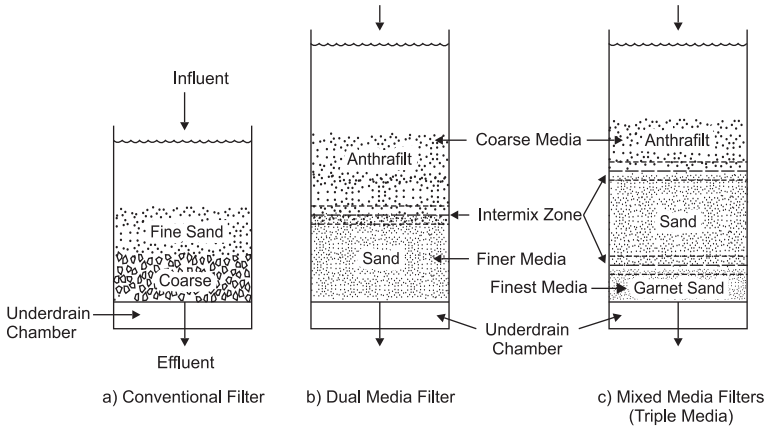 Influent
Fine Sand
Coarse
Underdrain
Chamber
Effluent
a) Conventional Filter
Anthrafilt
Sand
b) Dual Media Filter
Coarse Media
Intermix Zone
Finer Media
Finest Media
Underdrain
Chamber
Anthrafilt
Sand
Garnet Sand
c) Mixed Media Filters
(Triple Media)